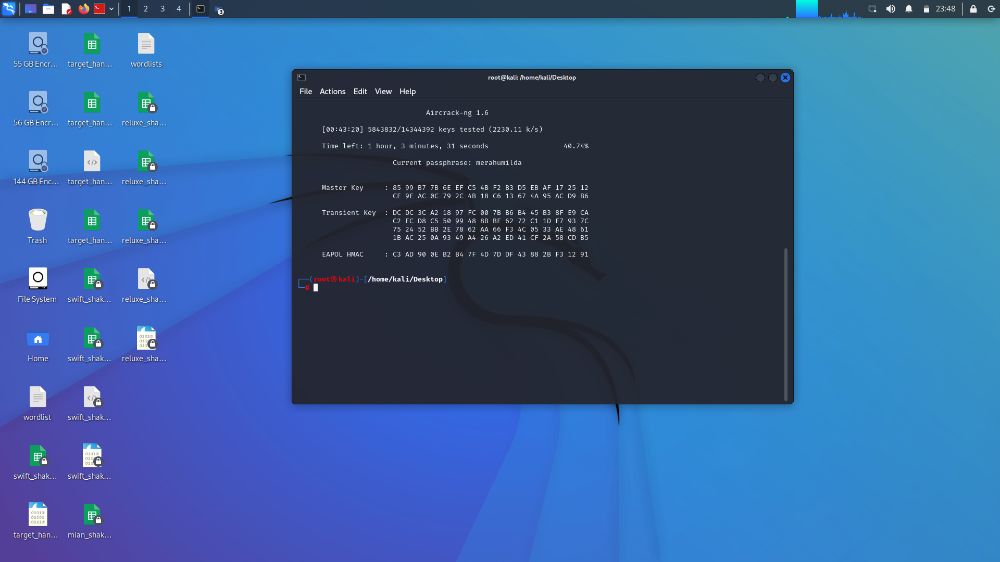 1 2 3 4
3
23:48
55 GB Encr...
target_han...
wordlists
56 GB Encr...
target_han...
reluxe_sha...
144 GB Enc...
target_han...
reluxe_sha...
Trash
target_han...
reluxe_sha...
File System
swift_shak...
reluxe_sha...
Home
swift_shak...
reluxe_sha...
wordlist
swift_shak...
swift_shak...
swift_shak...
target_han...
mian_shak...
root@kali: /home/kali/Desktop
File Actions Edit View Help
Aircrack-ng 1.6
[00:43:20] 5843832/14344392 keys tested (2230.11 k/s)
Time left: 1 hour, 3 minutes, 31 seconds 40.74%
Current passphrase: merahumilda
Master Key : 85 99 B7 7B 6E EF C5 4B F2 B3 D5 EB AF 17 25 12
CE 9E AC 0C 79 2C 4B 18 C6 13 67 4A 95 AC D9 B6
Transient Key : DC DC 3C A2 18 97 FC 00 7B B6 B4 45 B3 8F E9 CA
C2 EC D8 C5 50 99 48 8B BE 62 72 C1 1D F7 93 7C
75 24 52 BB 2E 78 62 AA 66 F3 4C 05 33 AE 48 61
1B AC 25 0A 93 49 A4 26 A2 ED 41 CF 2A 58 CD B5
EAPOL HMAC : C3 AD 90 0E B2 B4 7F 4D 7D DF 43 88 2B F3 12 91
┌──(root㉿kali)-[/home/kali/Desktop]
└─#